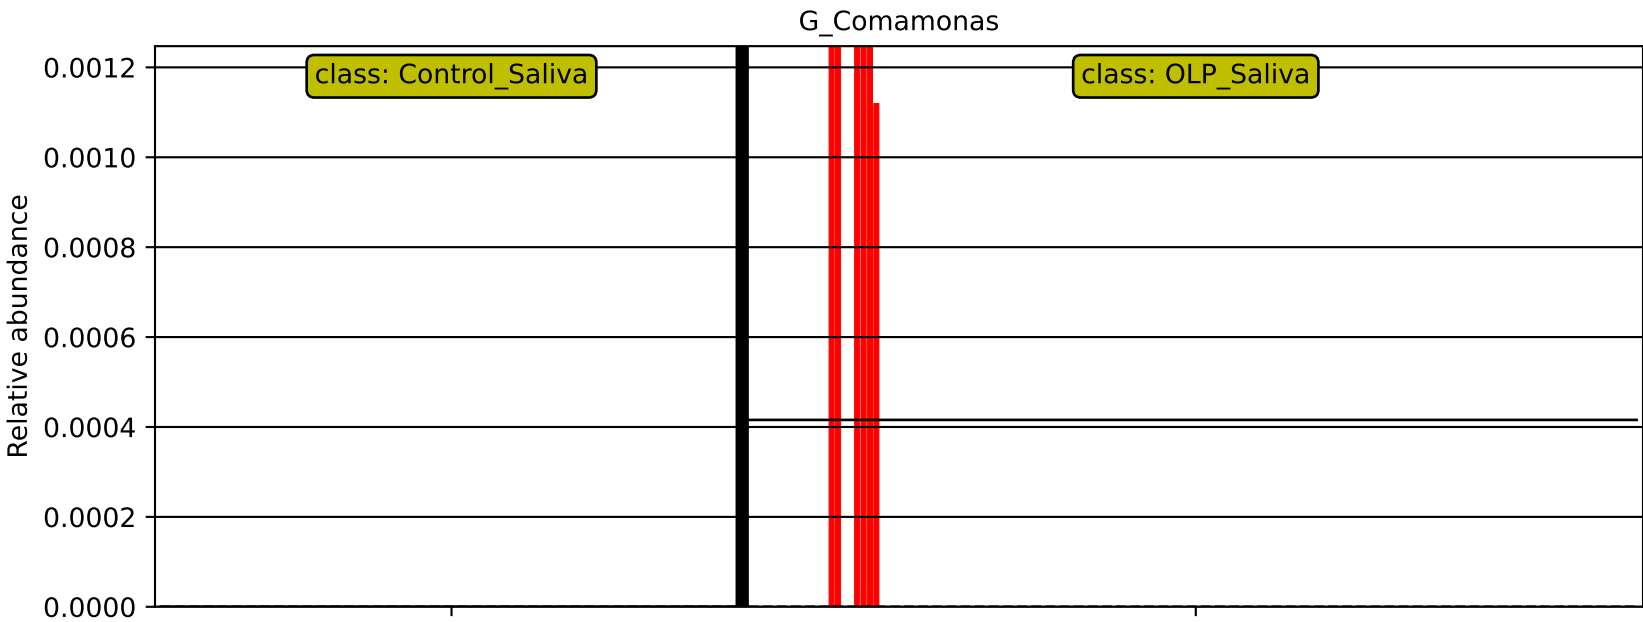 G_Comamonas
class: Control_Saliva
class: OLP_Saliva
Relative abundance
0.0012
0.0010
0.0008
0.0006
0.0004
0.0002
0.0000